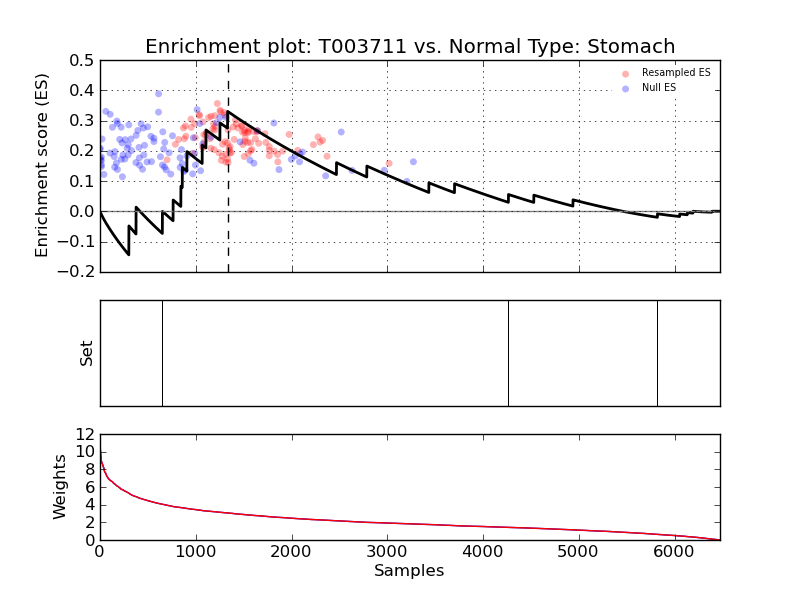 Enrichment plot: T003711 vs. Normal Type: Stomach
Enrichment score (ES)
0.5
0.4
0.3
0.2
0.1
0.0
−0.1
−0.2
Resampled ES
Null ES
Set
Weights
12
10
8
6
4
2
0
0 1000 2000 3000 4000 5000 6000
Samples